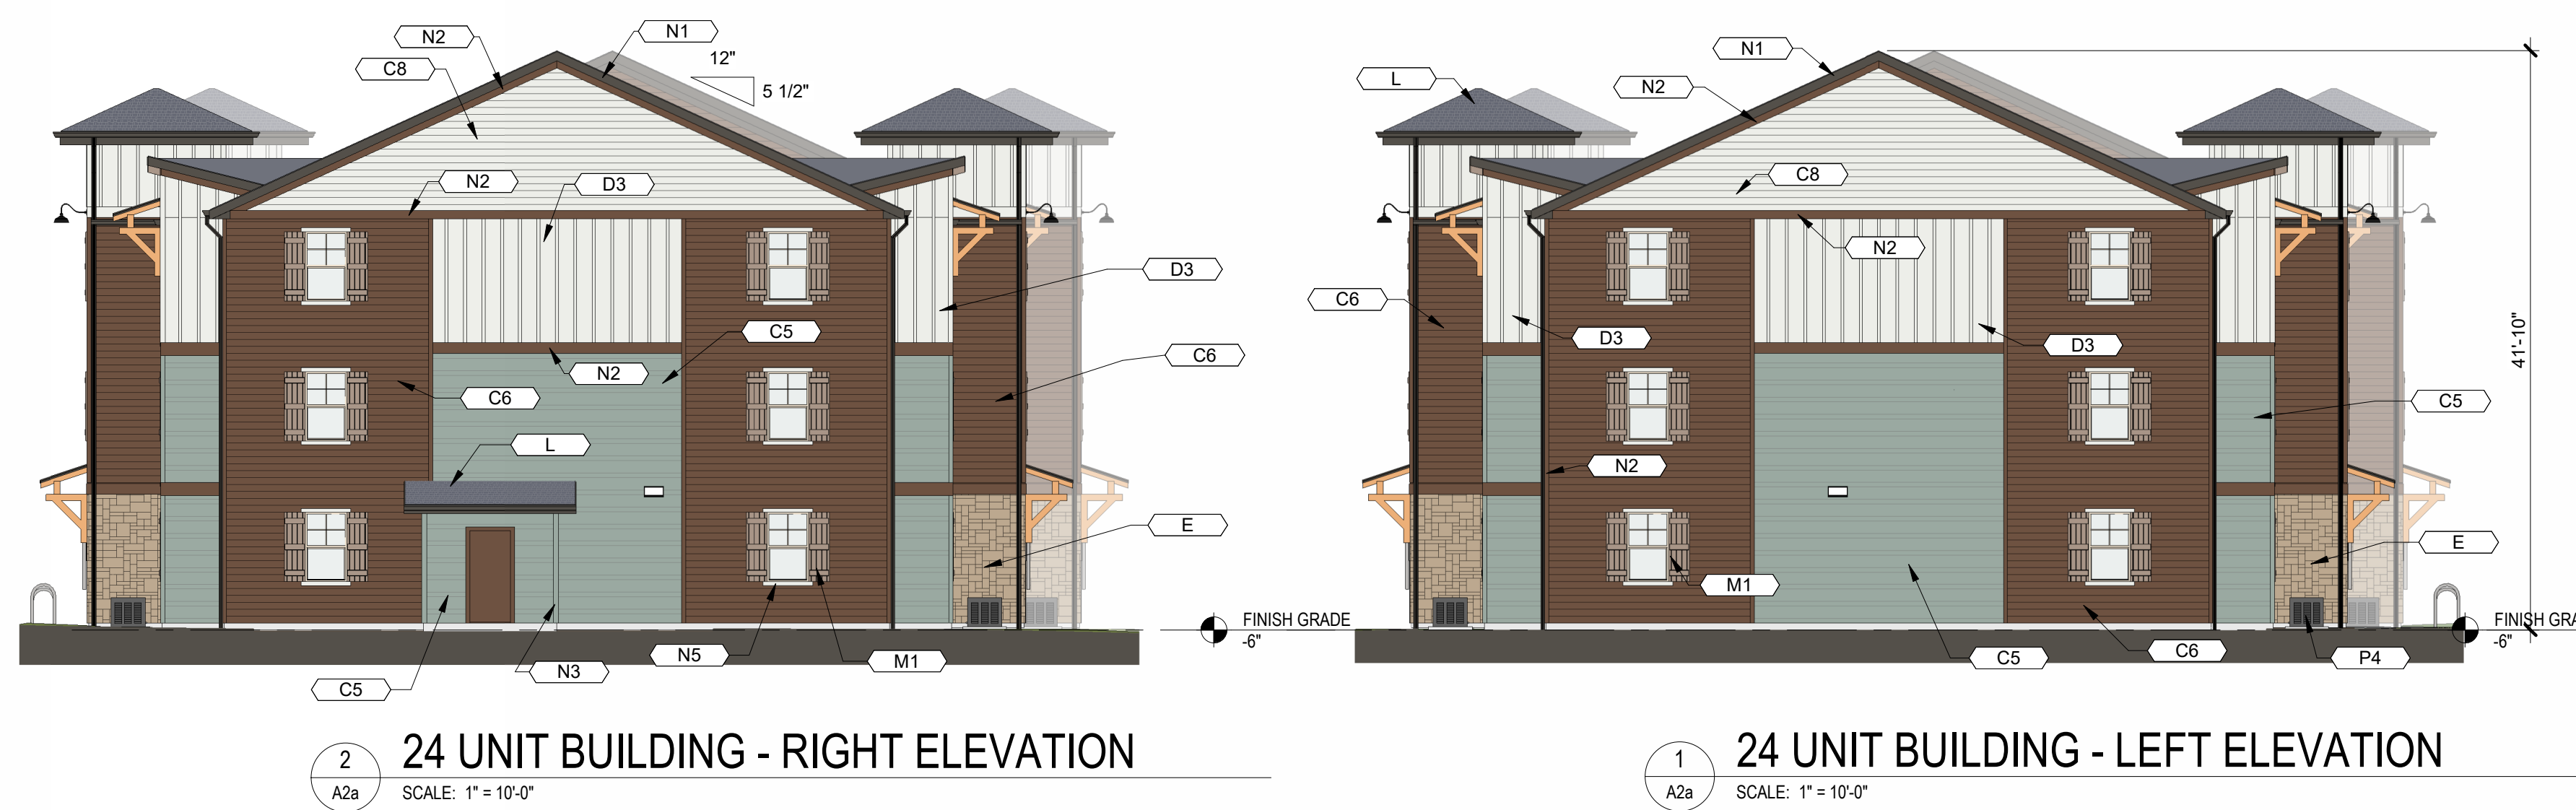 N2
N1
C8
12"
5 1/2"
N2
D3
D3
C5
C6
N2
C6
L
E
FINISH GRADE
-6"
N5
M1
N3
C5
2
A2a
24 UNIT BUILDING - RIGHT ELEVATION
SCALE: 1" = 10'-0"
N1
L
N2
C8
N2
C6
D3
D3
41'-10"
C5
N2
E
M1
FINISH GRA
-6"
C5
C6
P4
1
A2a
24 UNIT BUILDING - LEFT ELEVATION
SCALE: 1" = 10'-0"